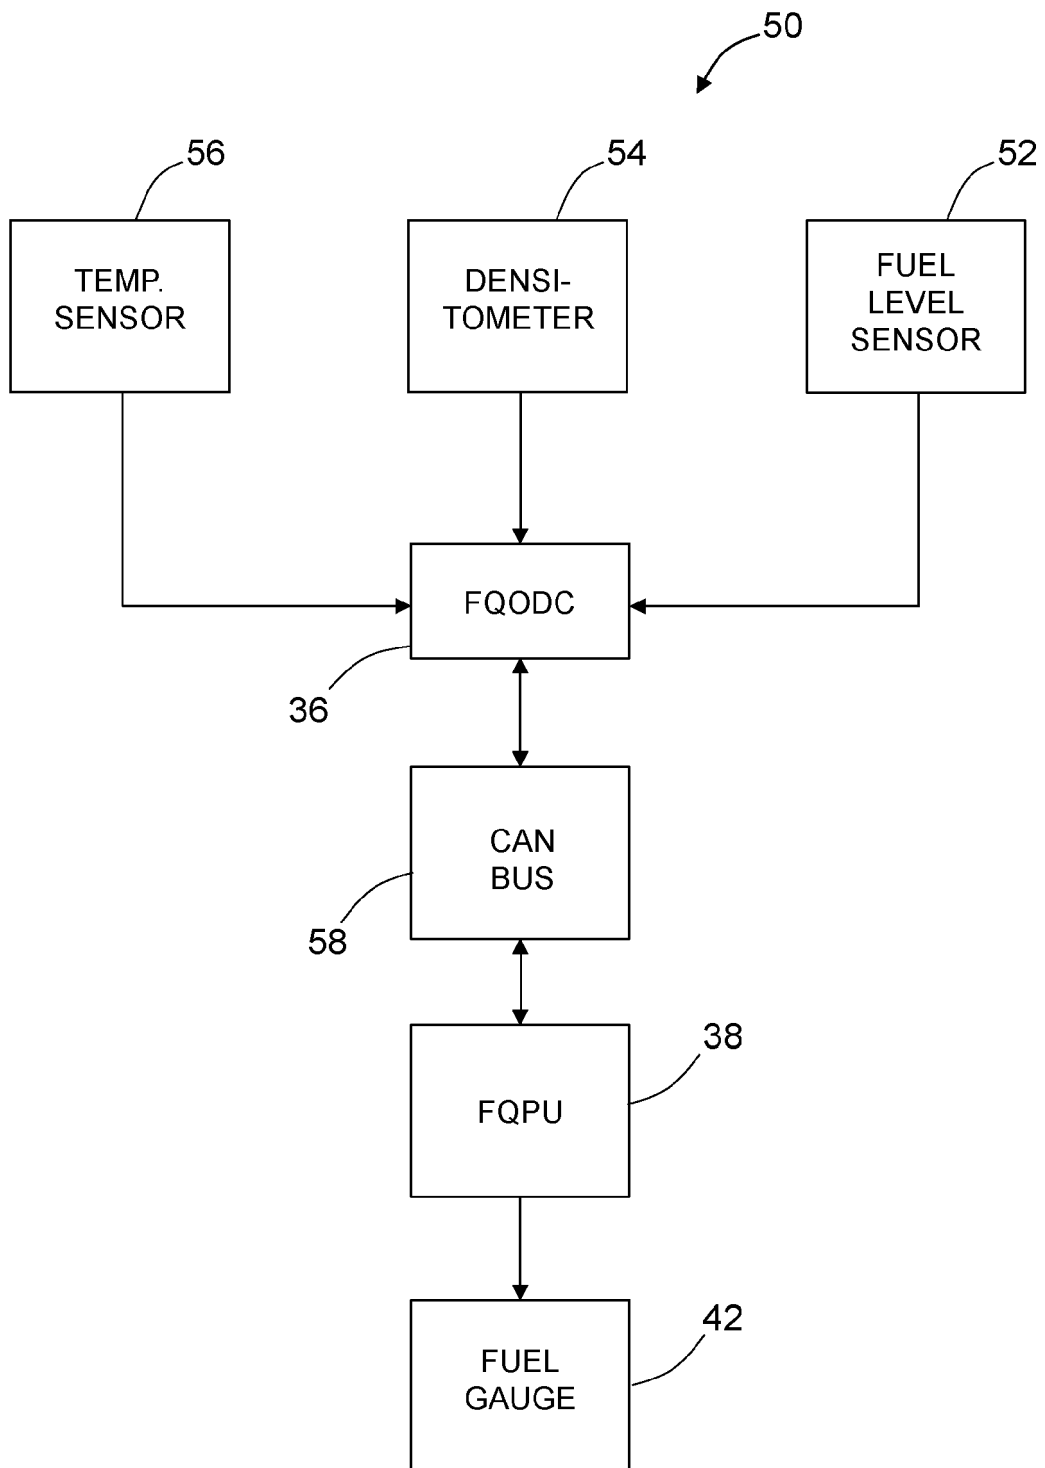 50
56
54
52
TEMP.
SENSOR
DENSI-
TOMETER
FUEL
LEVEL
SENSOR
FQODC
36
CAN
BUS
58
38
FQPU
42
FUEL
GAUGE